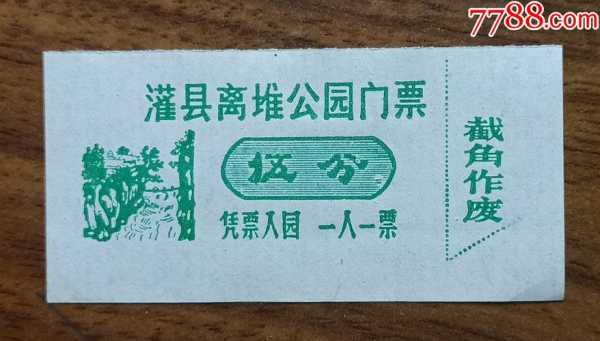 7788.com
灌县离堆公园门票
伍分
凭票入园 一人一票
截角作废